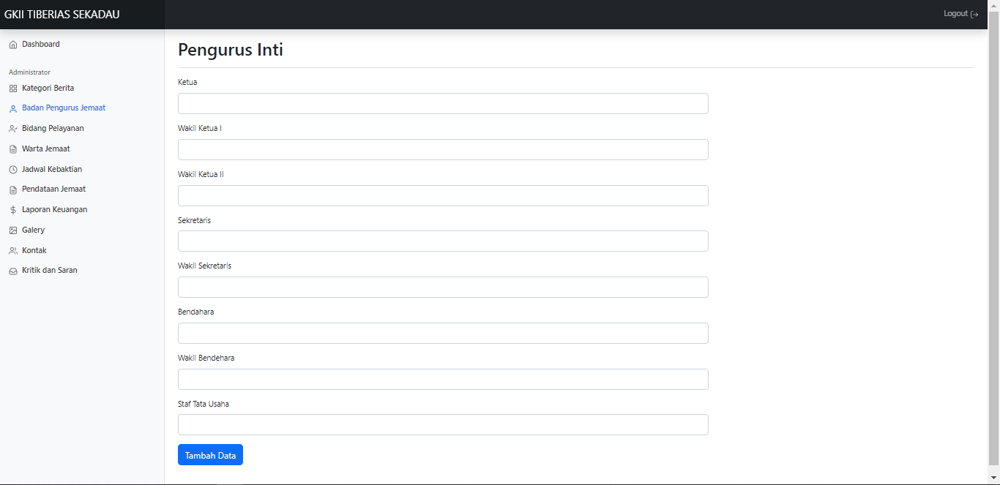 GKII TIBERIAS SEKADAU
Logout
Dashboard
Administrator
Kategori Berita
Badan Pengurus Jemaat
Bidang Pelayanan
Warta Jemaat
Jadwal Kebaktian
Pendataan Jemaat
Laporan Keuangan
Galery
Kontak
Kritik dan Saran
Pengurus Inti
Ketua
Wakil Ketua I
Wakil Ketua II
Sekretaris
Wakil Sekretaris
Bendahara
Wakil Bendehara
Staf Tata Usaha
Tambah Data